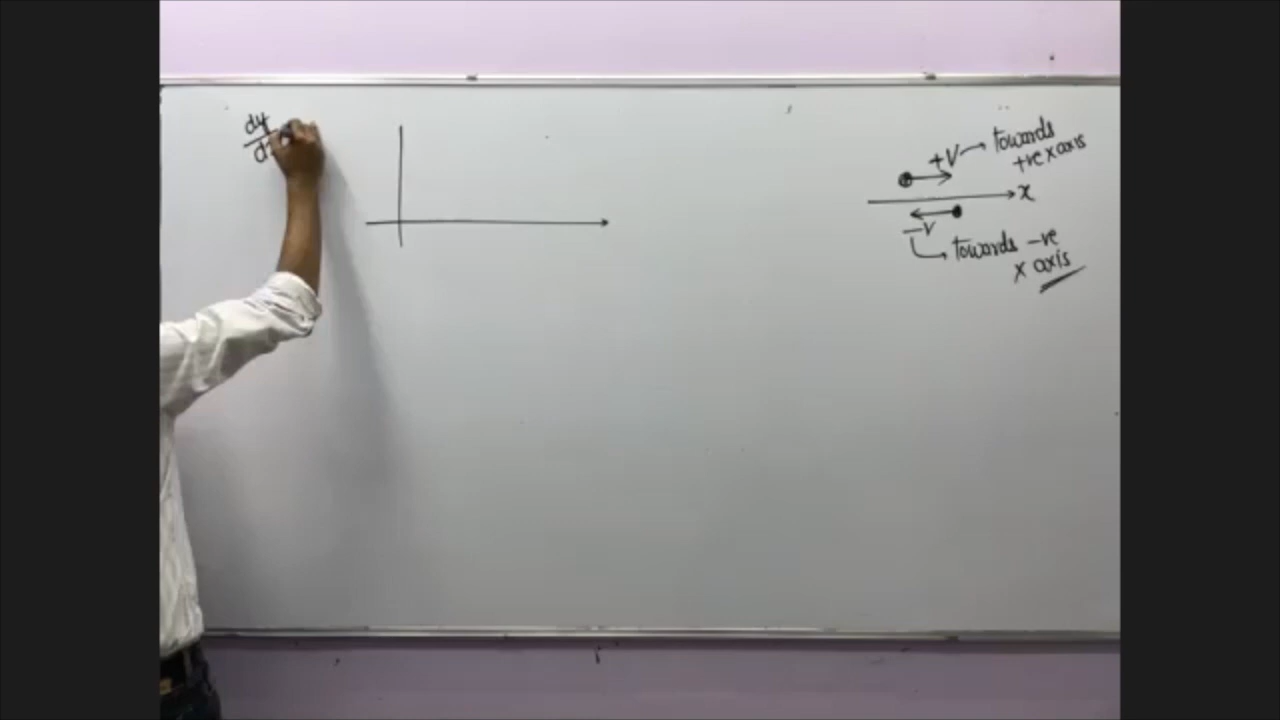 dy
d
+V → towards
+ve x axis
x
-V
towards -ve
x axis